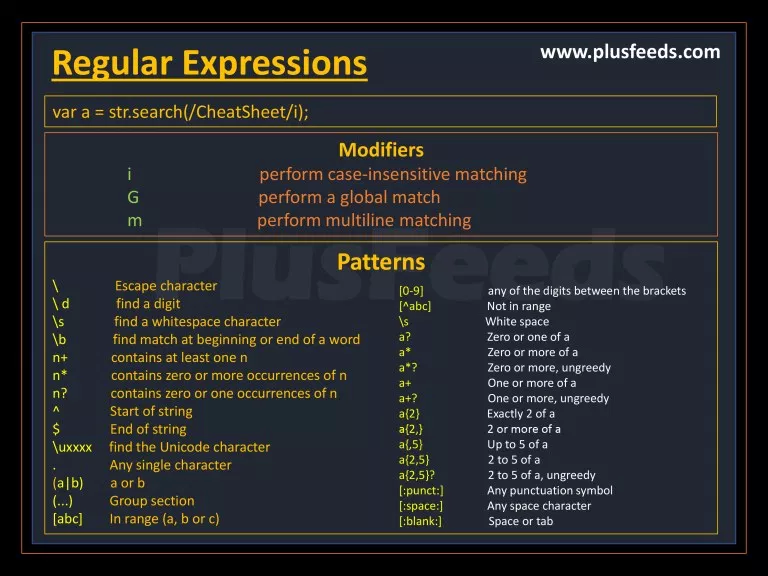 Regular Expressions
www.plusfeeds.com
var a = str.search(/CheatSheet/i);
Modifiers
i perform case-insensitive matching
G perform a global match
m perform multiline matching
PlusFeeds
Patterns
\ Escape character
\ d find a digit
\s find a whitespace character
\b find match at beginning or end of a word
n+ contains at least one n
n* contains zero or more occurrences of n
n? contains zero or one occurrences of n
^ Start of string
$ End of string
\uxxxx find the Unicode character
. Any single character
(a|b) a or b
(...) Group section
[abc] In range (a, b or c)
[0-9] any of the digits between the brackets
[^abc] Not in range
\s White space
a? Zero or one of a
a* Zero or more of a
a*? Zero or more, ungreedy
a+ One or more of a
a+? One or more, ungreedy
a{2} Exactly 2 of a
a{2,} 2 or more of a
a{,5} Up to 5 of a
a{2,5} 2 to 5 of a
a{2,5}? 2 to 5 of a, ungreedy
[:punct:] Any punctuation symbol
[:space:] Any space character
[:blank:] Space or tab